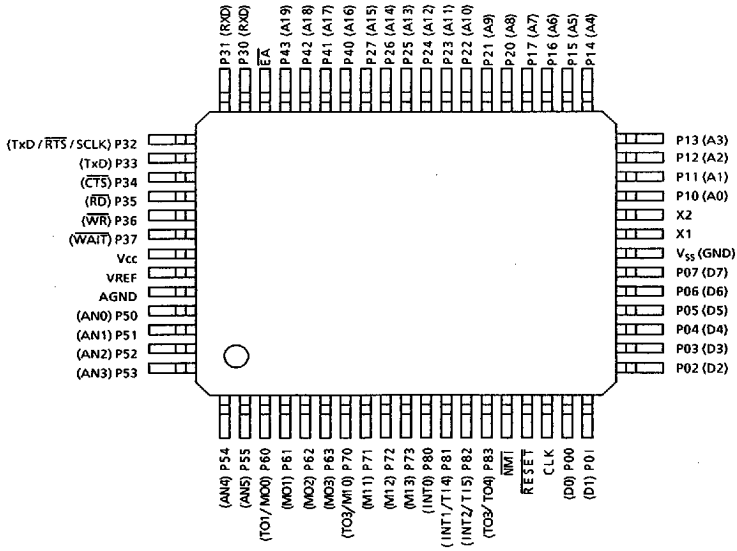 P31 (RXD)
P30 (RXD)
EA
P43 (A19)
P42 (A18)
P41 (A17)
P40 (A16)
P27 (A15)
P26 (A14)
P25 (A13)
P24 (A12)
P23 (A11)
P22 (A10)
P21 (A9)
P20 (A8)
P17 (A7)
P16 (A6)
P15 (A5)
P14 (A4)
(TxD / RTS / SCLK) P32
(TxD) P33
(CTS) P34
(RD) P35
(WR) P36
(WAIT) P37
Vcc
VREF
AGND
(AN0) P50
(AN1) P51
(AN2) P52
(AN3) P53
P13 (A3)
P12 (A2)
P11 (A1)
P10 (A0)
X2
X1
VSS (GND)
P07 (D7)
P06 (D6)
P05 (D5)
P04 (D4)
P03 (D3)
P02 (D2)
(AN4) P54
(AN5) P55
(TO1/MO0) P60
(MO1) P61
(MO2) P62
(MO3) P63
(TO3/M10) P70
(M11) P71
(M12) P72
(M13) P73
(INT0) P80
(INT1/T14) P81
(INT2/T15) P82
(TO3/TO4) P83
NMI
RESET
CLK
(D0) P00
(D1) P01